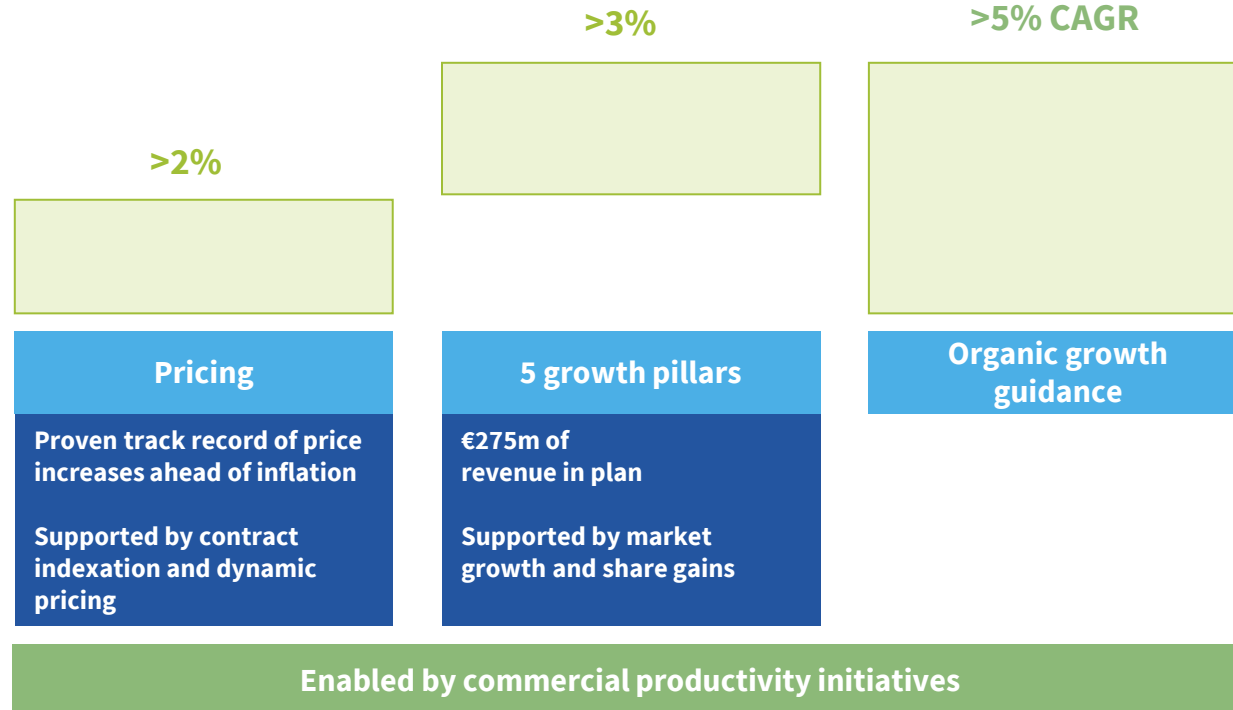 >3%
>5% CAGR
>2%
Pricing
5 growth pillars
Organic growth
guidance
Proven track record of price
increases ahead of inflation
Supported by contract
indexation and dynamic
pricing
€275m of
revenue in plan
Supported by market
growth and share gains
Enabled by commercial productivity initiatives